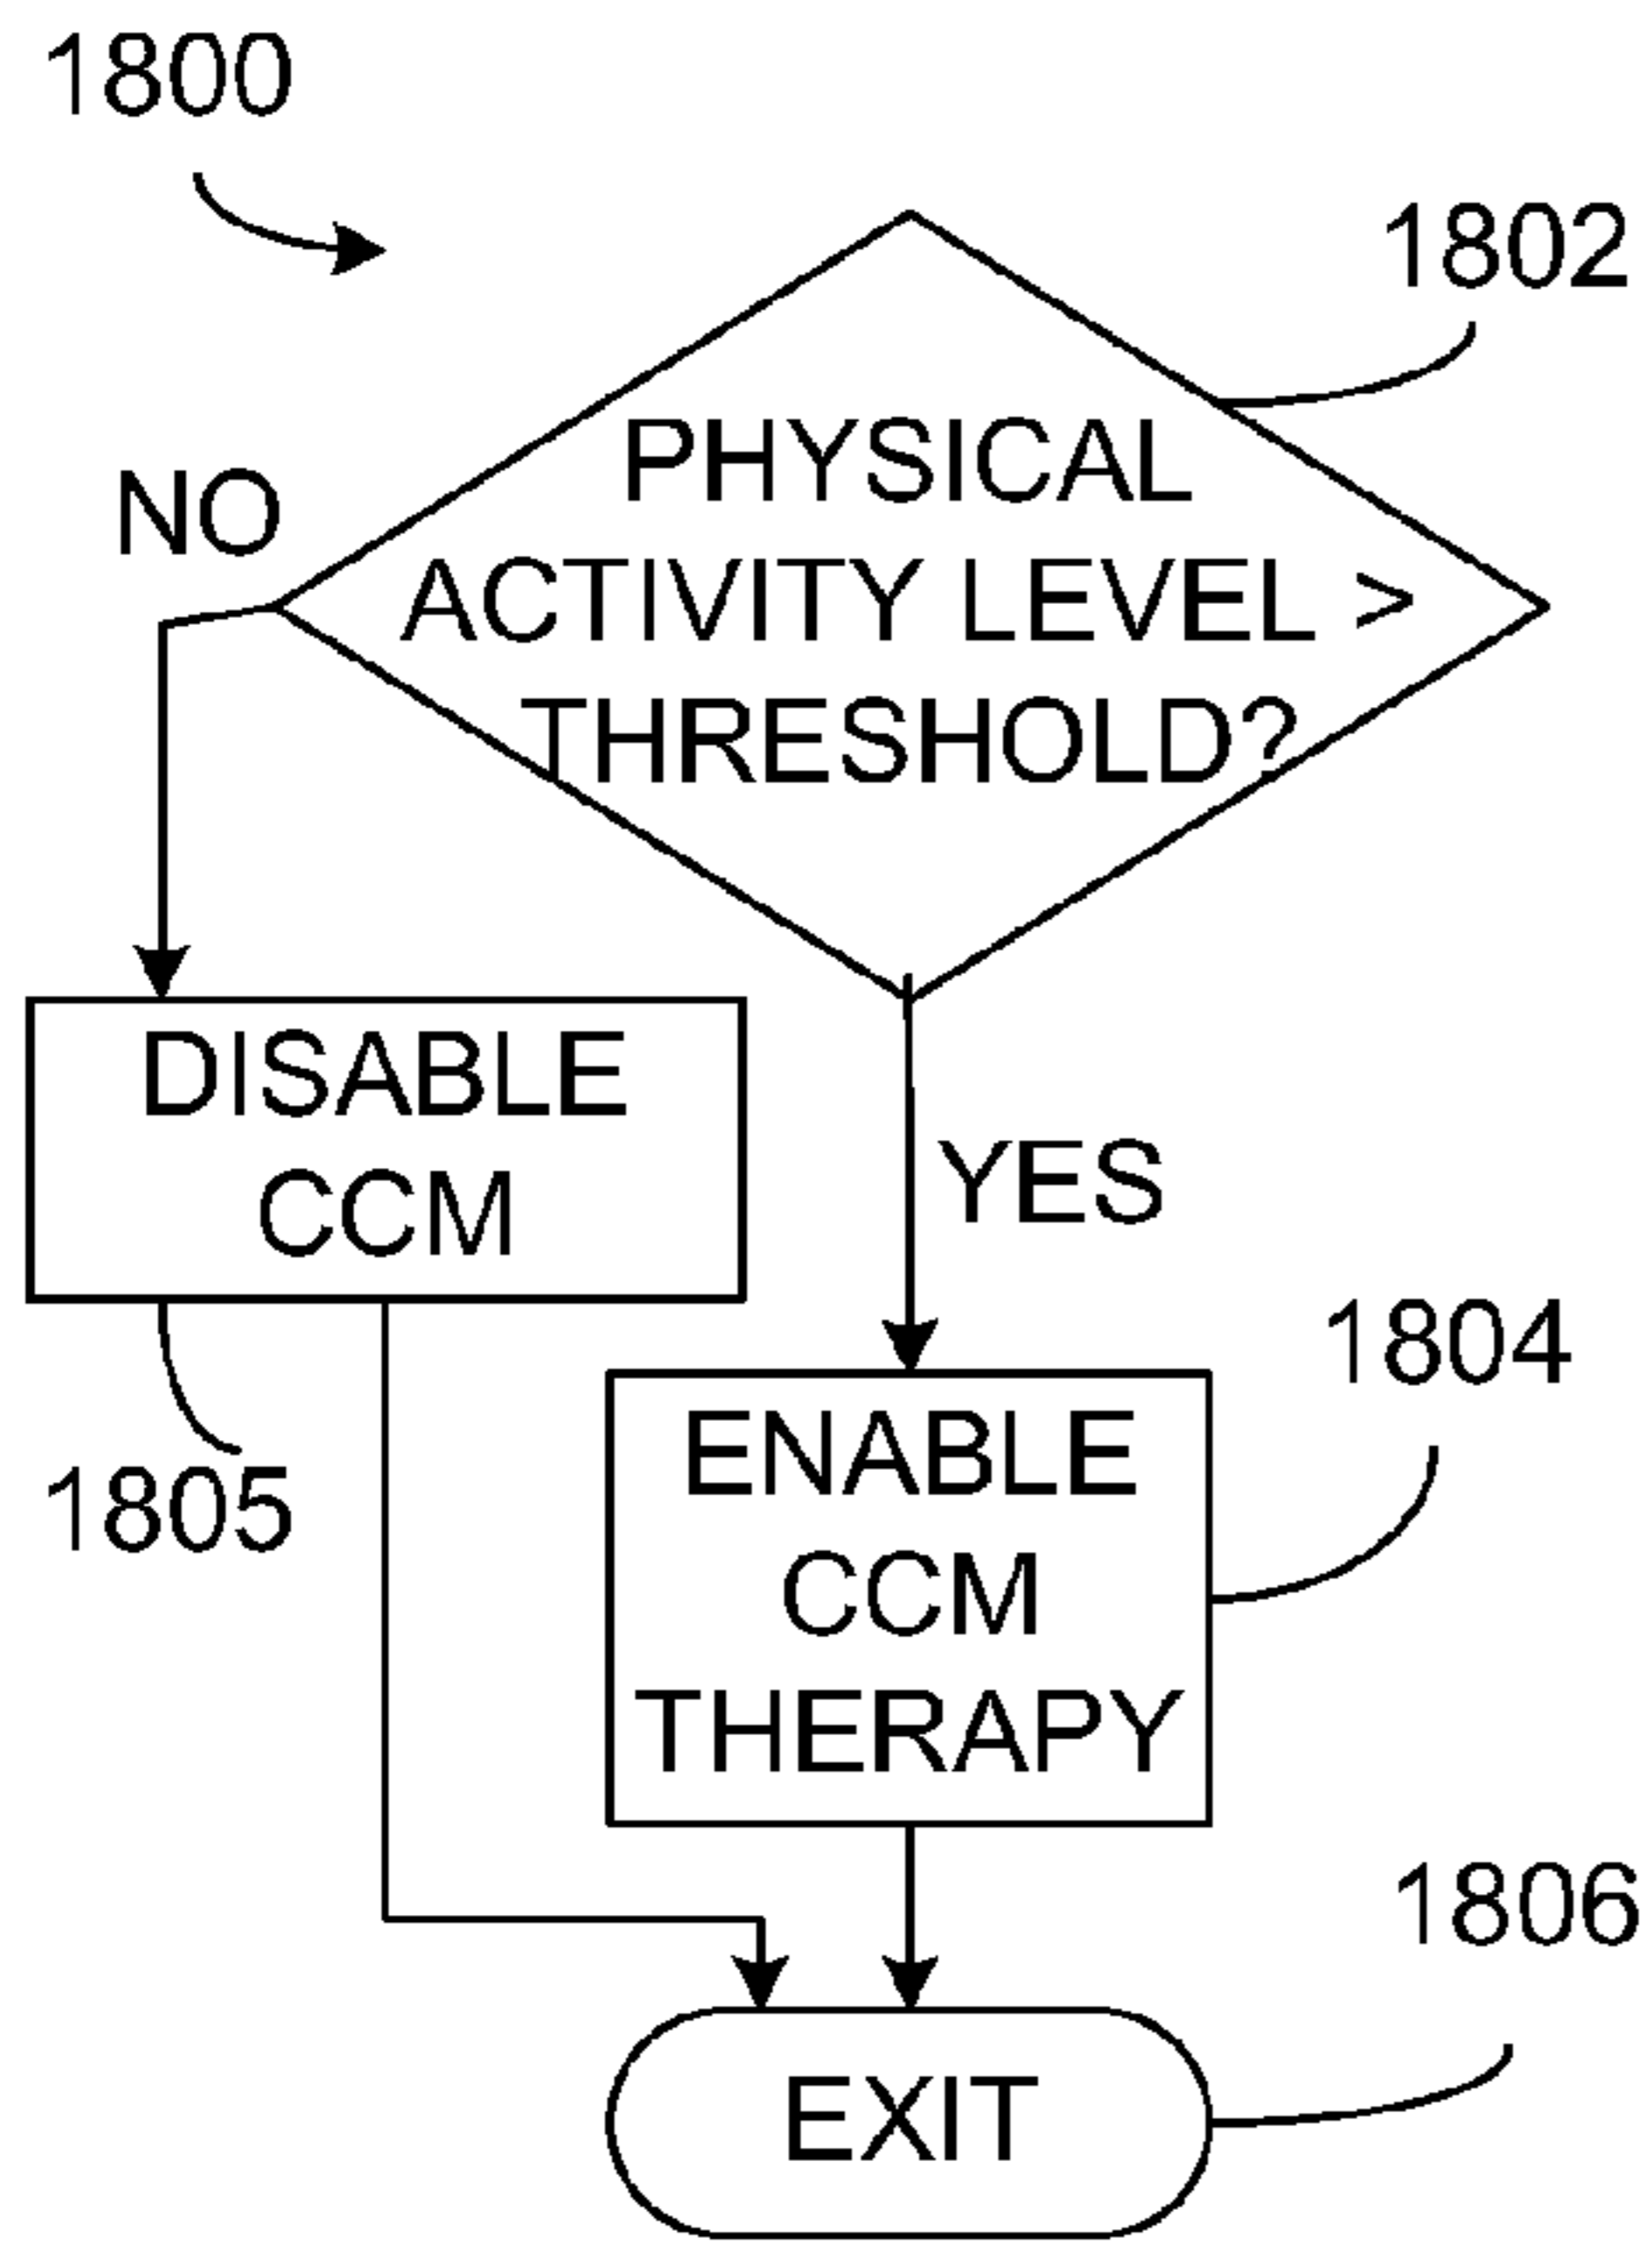 1800
1802
PHYSICAL
ACTIVITY LEVEL >
THRESHOLD?
NO
DISABLE
CCM
YES
1805
1804
ENABLE
CCM
THERAPY
1806
EXIT